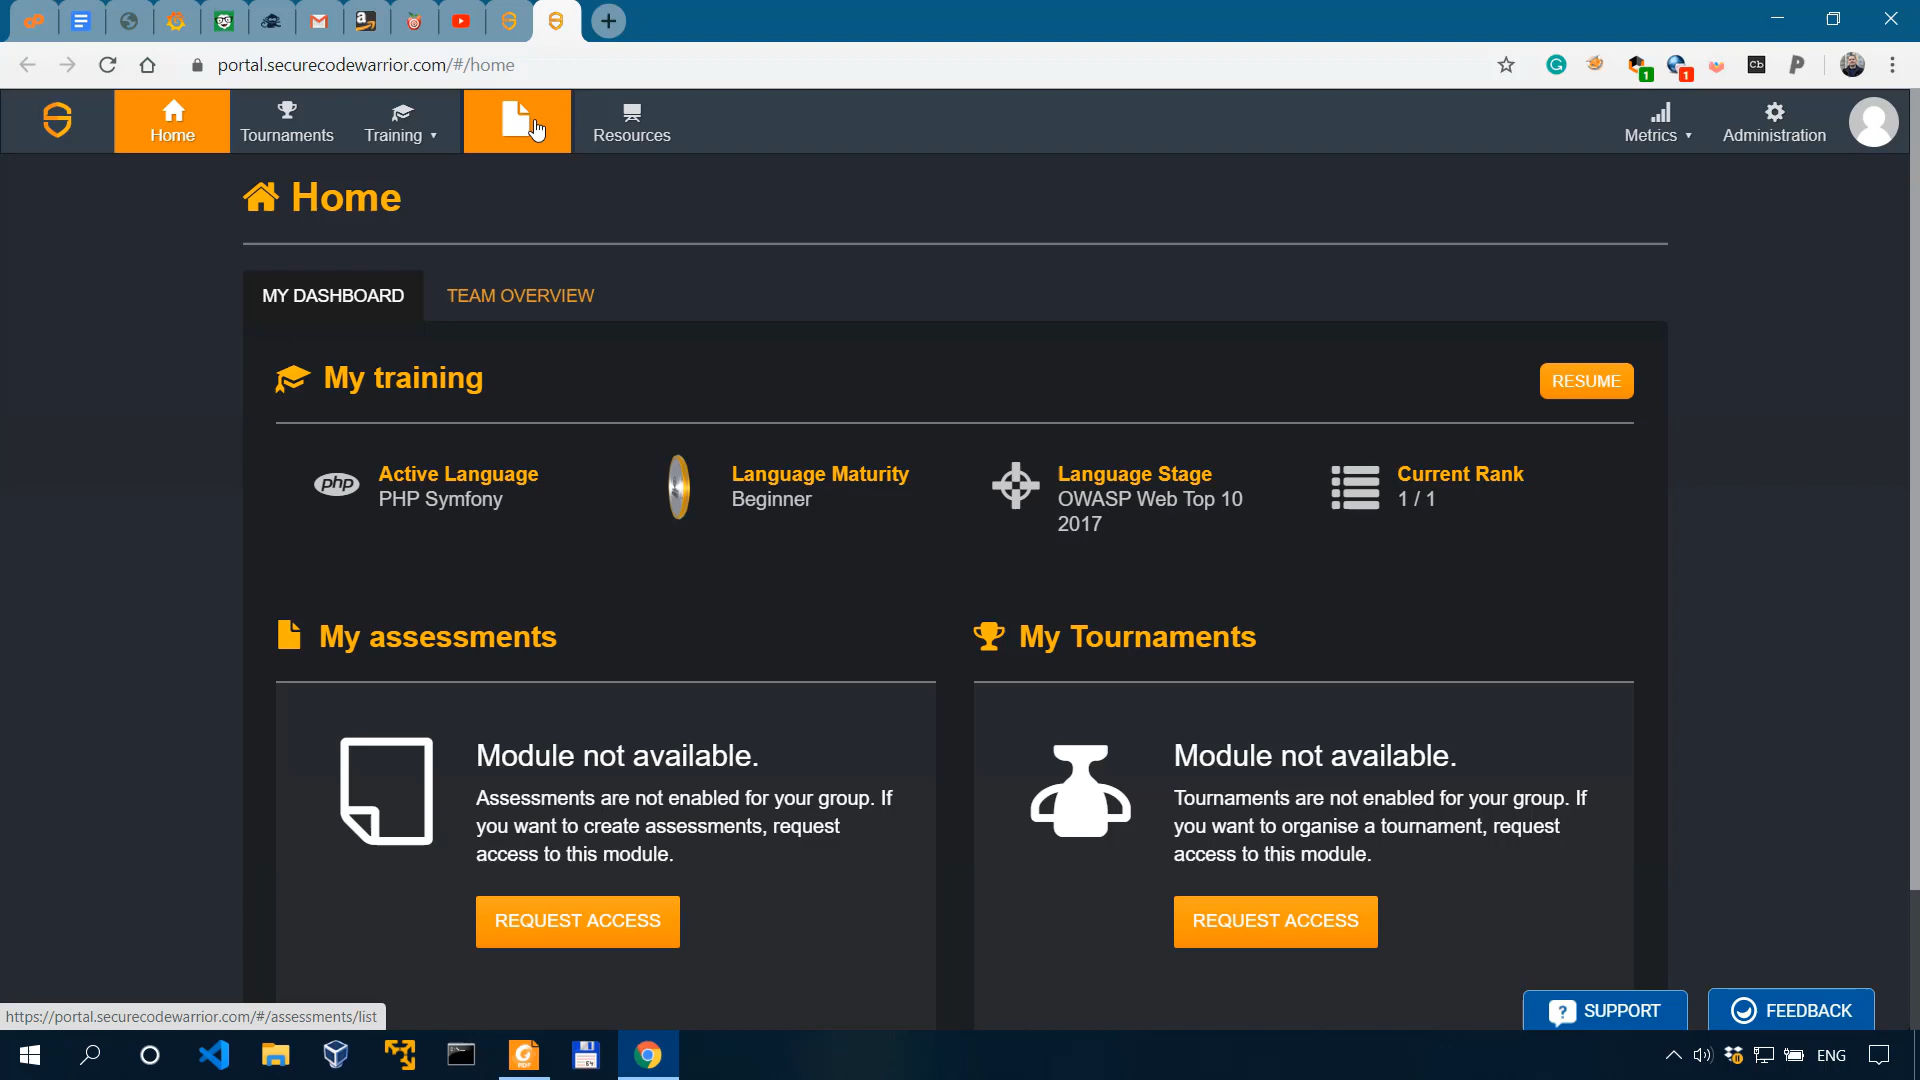 portal.securecodewarrior.com/#/home
1
1
Cb
Home
Tournaments
Training
Resources
Metrics
Administration
Home
MY DASHBOARD
TEAM OVERVIEW
My training
RESUME
php
Active Language
PHP Symfony
Language Maturity
Beginner
Language Stage
OWASP Web Top 10
2017
Current Rank
1 / 1
My assessments
My Tournaments
Module not available.
Assessments are not enabled for your group. If
you want to create assessments, request
access to this module.
REQUEST ACCESS
Module not available.
Tournaments are not enabled for your group. If
you want to organise a tournament, request
access to this module.
REQUEST ACCESS
https://portal.securecodewarrior.com/#/assessments/list
SUPPORT
FEEDBACK
PDF
64
ENG